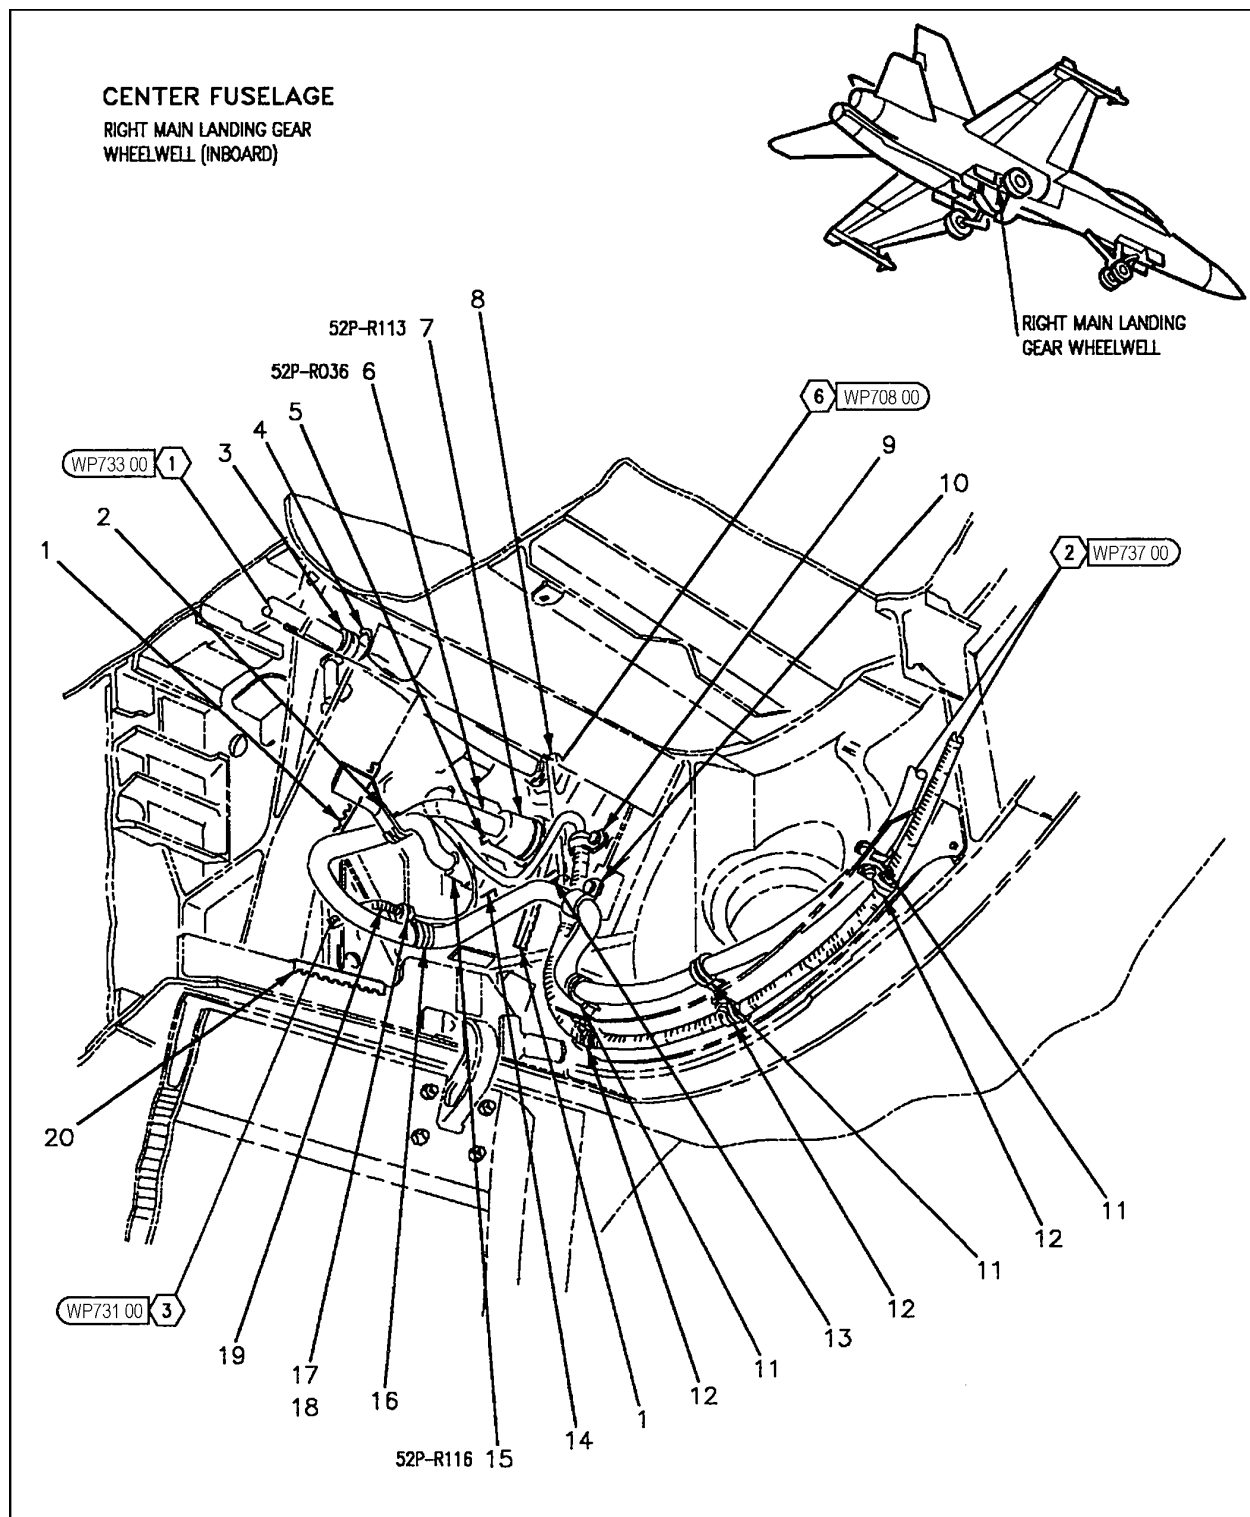 CENTER FUSELAGE
RIGHT MAIN LANDING GEAR
WHEELWELL (INBOARD)
RIGHT MAIN LANDING
GEAR WHEELWELL
8
52P-R113 7
52P-R036 6
5
4
3
WP733 00 1
2
1
6 WP708 00
9
10
2 WP737 00
20
WP731 00 3
19
17
18
16
52P-R116 15
14
1
12
11
13
12
11
12
11